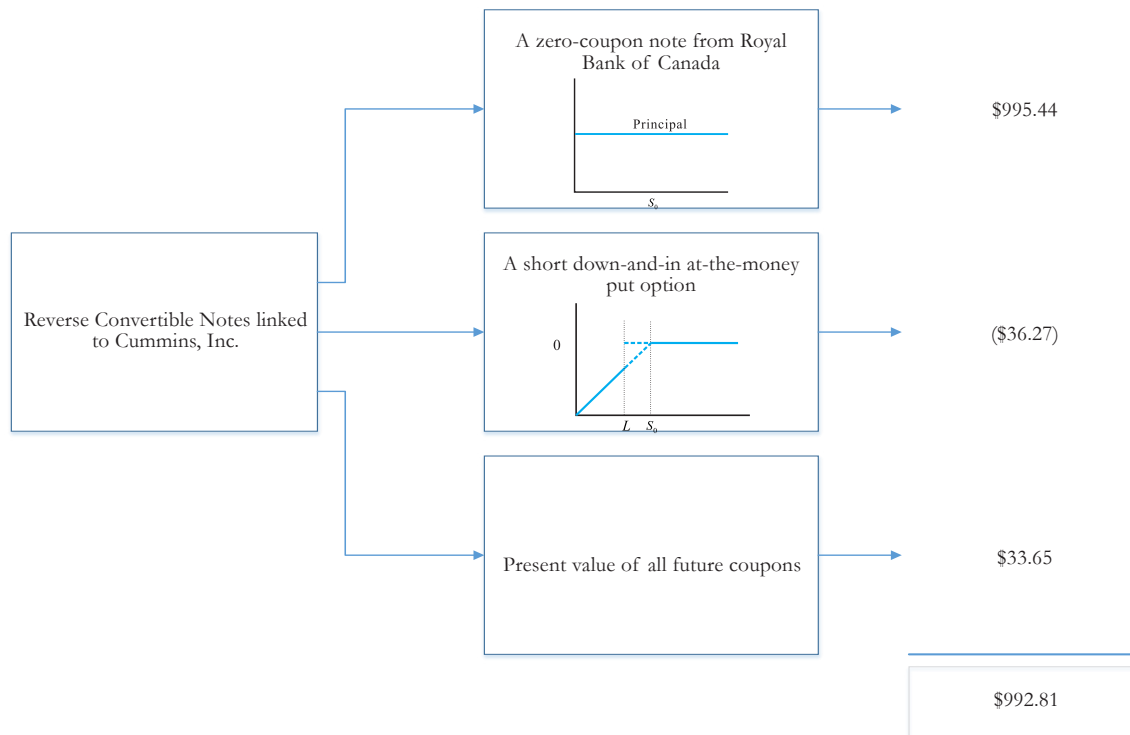 A zero-coupon note from Royal
Bank of Canada
Principal
S₀
$995.44
Reverse Convertible Notes linked
to Cummins, Inc.
A short down-and-in at-the-money
put option
0
L S₀
($36.27)
Present value of all future coupons
$33.65
$992.81